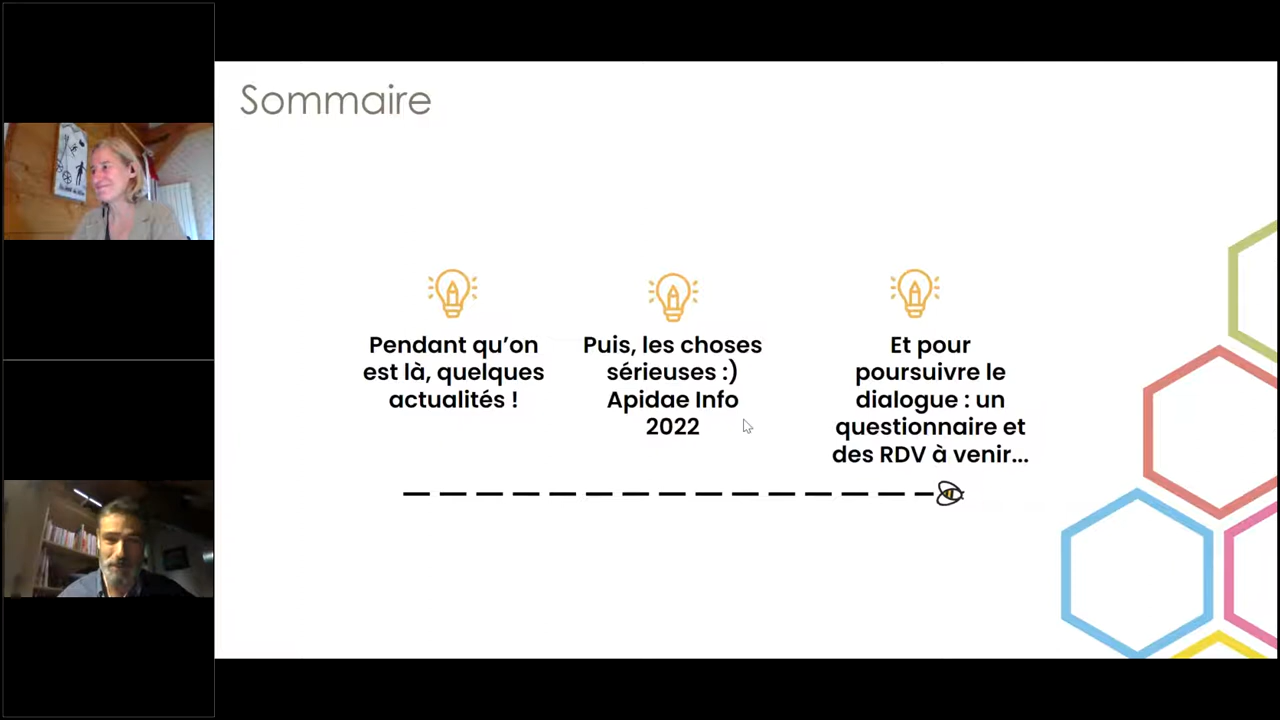 Sommaire
Pendant qu’on
est là, quelques
actualités !
Puis, les choses
sérieuses :)
Apidae Info
2022
Et pour
poursuivre le
dialogue : un
questionnaire et
des RDV à venir...